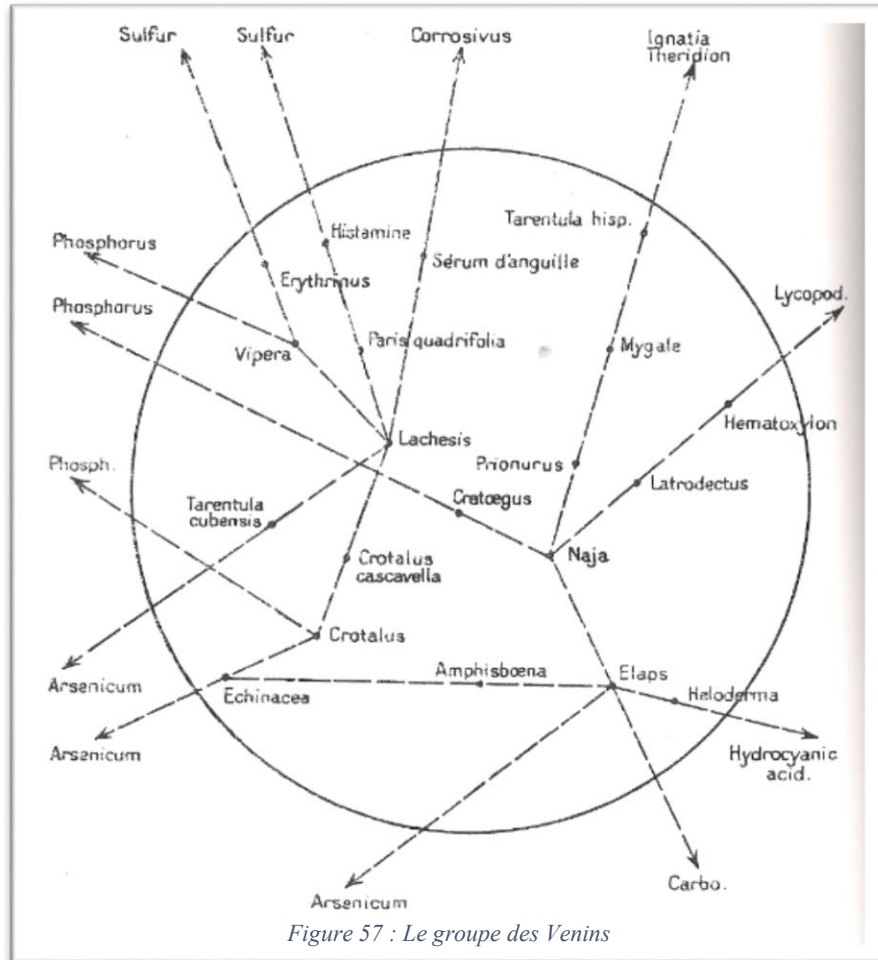 Sulfur
Sulfur
Corrosivus
Ignatia
Theridion
Tarentula hisp.
Phosphorus
Histamine
Sérum d'anguille
Erythrinus
Lycopod.
Phosphorus
Vipera
Paris quadrifolia
Mygale
Hematoxylon
Lachesis
Phosph.
Prionurus
Latrodectus
Cratœgus
Tarentula
cubensis
Crotalus
cascavella
Naja
Crotalus
Arsenicum
Echinacea
Amphisbœna
Elaps
Heloderma
Arsenicum
Hydrocyanic
acid.
Arsenicum
Carbo.
Figure 57 : Le groupe des Venins